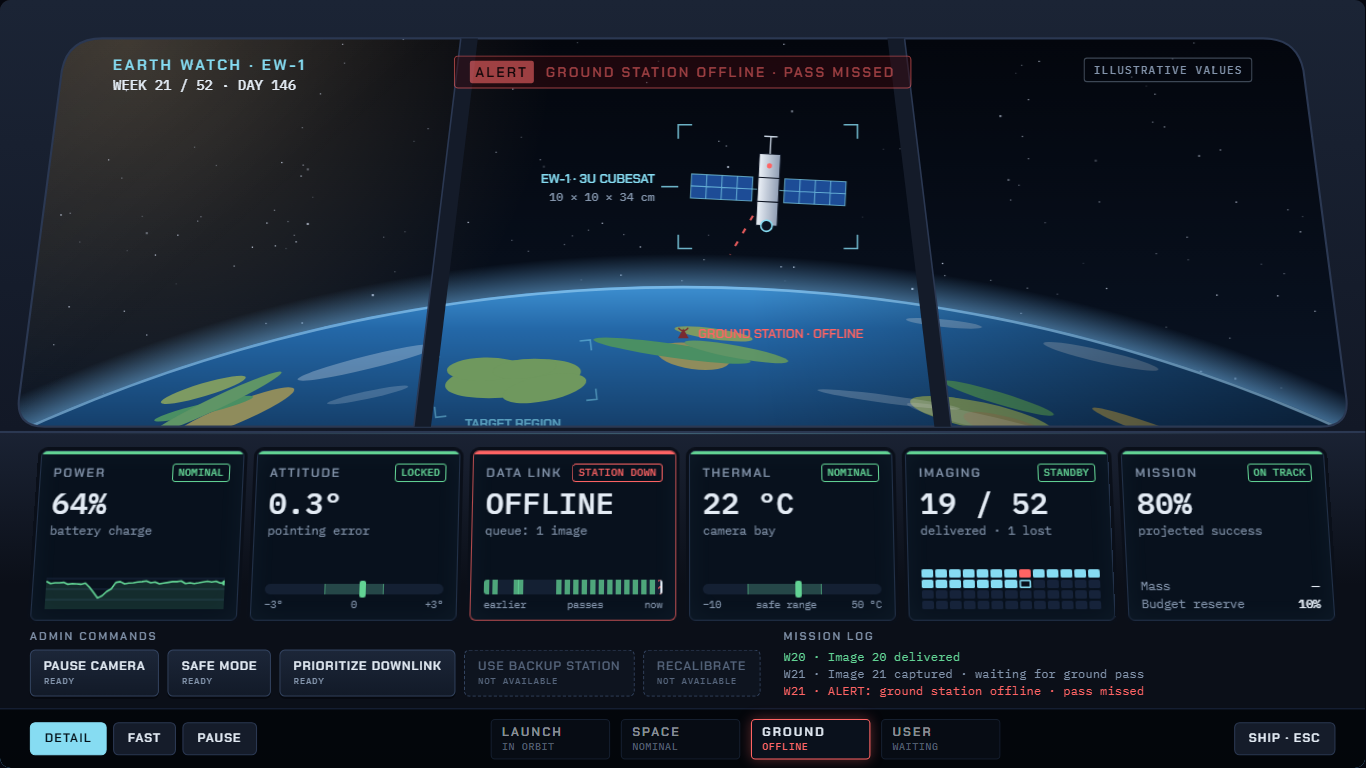 EARTH WATCH · EW-1
WEEK 21 / 52 · DAY 146
ALERT GROUND STATION OFFLINE · PASS MISSED
ILLUSTRATIVE VALUES
EW-1 · 3U CUBESAT
10 × 10 × 34 cm
GROUND STATION · OFFLINE
TARGET REGION
POWER NOMINAL
64%
battery charge
ATTITUDE LOCKED
0.3°
pointing error
−3° 0 +3°
DATA LINK STATION DOWN
OFFLINE
queue: 1 image
earlier passes now
THERMAL NOMINAL
22 °C
camera bay
−10 safe range 50 °C
IMAGING STANDBY
19 / 52
delivered · 1 lost
MISSION ON TRACK
80%
projected success
Mass —
Budget reserve 10%
ADMIN COMMANDS
PAUSE CAMERA
READY
SAFE MODE
READY
PRIORITIZE DOWNLINK
READY
USE BACKUP STATION
NOT AVAILABLE
RECALIBRATE
NOT AVAILABLE
MISSION LOG
W20 · Image 20 delivered
W21 · Image 21 captured · waiting for ground pass
W21 · ALERT: ground station offline · pass missed
DETAIL
FAST
PAUSE
LAUNCH
IN ORBIT
SPACE
NOMINAL
GROUND
OFFLINE
USER
WAITING
SHIP · ESC